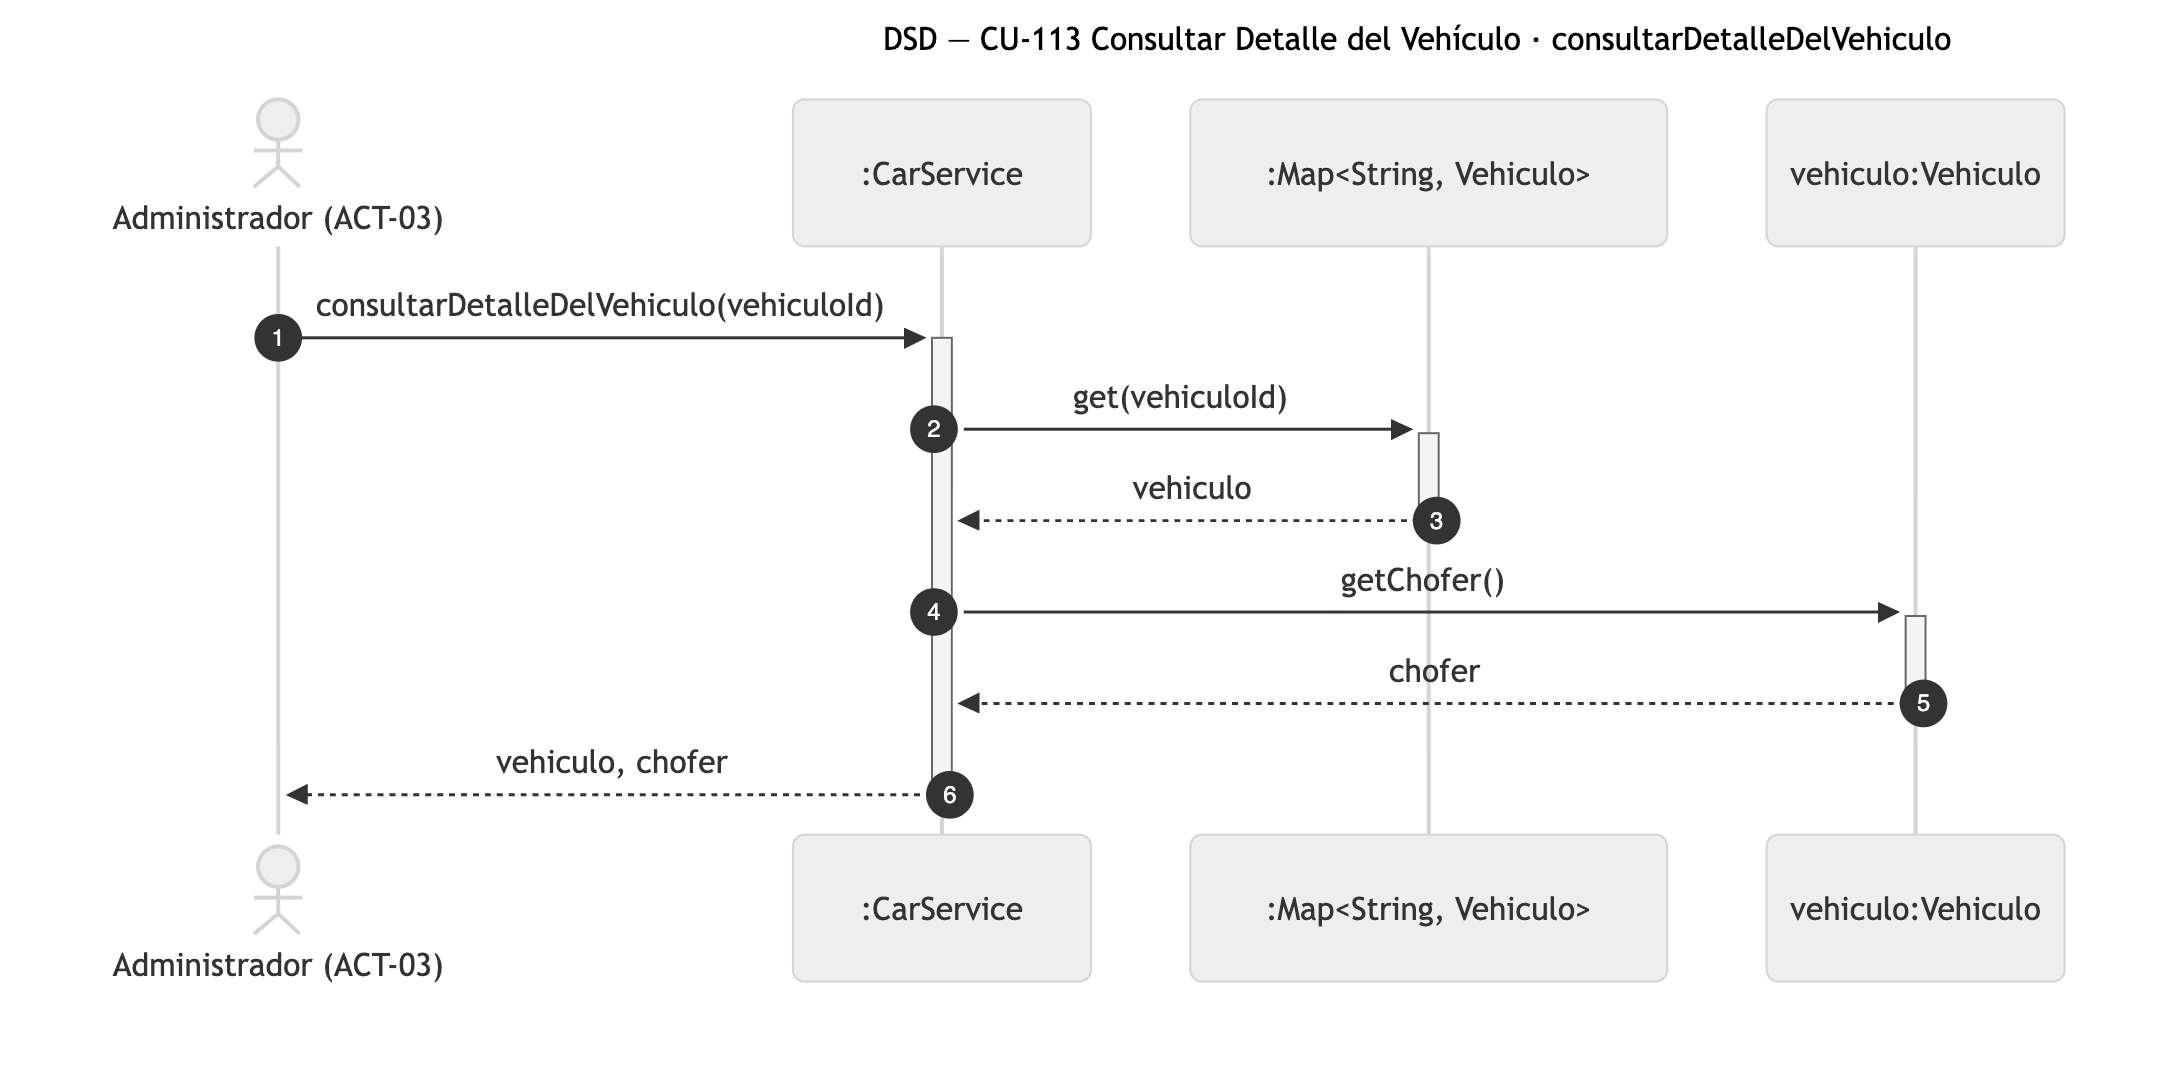 DSD — CU-113 Consultar Detalle del Vehículo · consultarDetalleDelVehiculo
Administrador (ACT-03)
:CarService
:Map<String, Vehiculo>
vehiculo:Vehiculo
consultarDetalleDelVehiculo(vehiculoId)
1
get(vehiculoId)
2
vehiculo
3
getChofer()
4
chofer
5
vehiculo, chofer
6
:CarService
:Map<String, Vehiculo>
vehiculo:Vehiculo
Administrador (ACT-03)